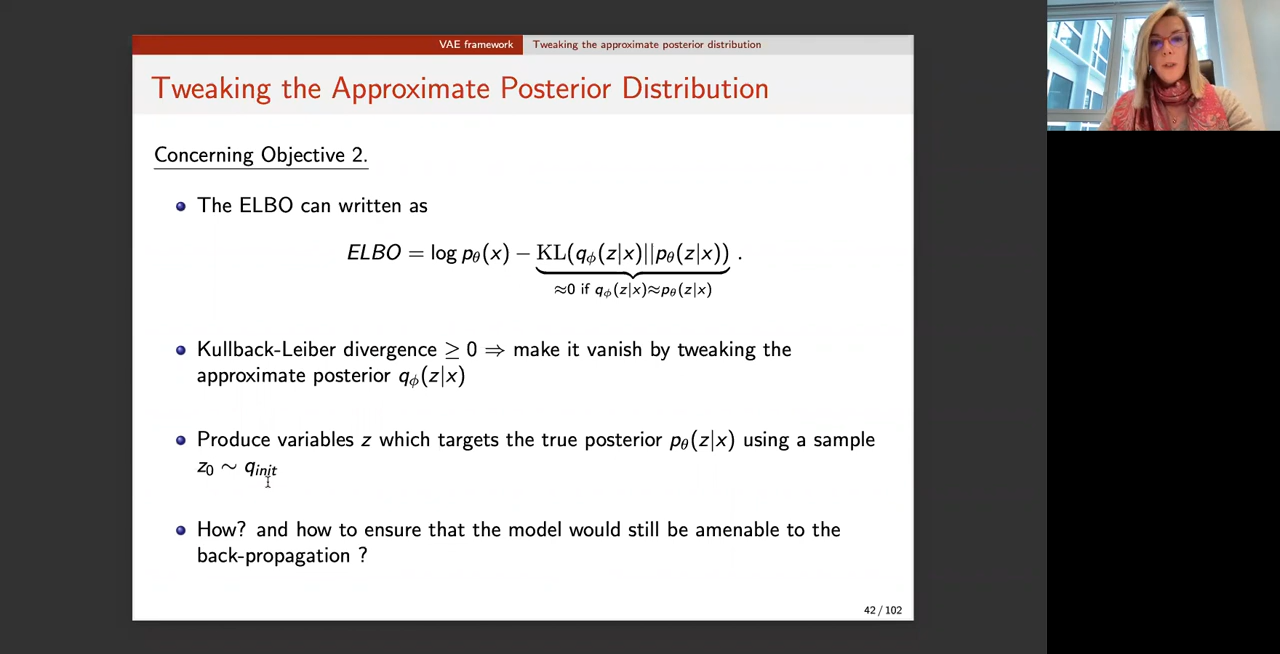 VAE framework Tweaking the approximate posterior distribution
Tweaking the Approximate Posterior Distribution
Concerning Objective 2.
The ELBO can written as
ELBO = log pθ(x) − KL(qϕ(z|x)||pθ(z|x)) .
≈0 if qϕ(z|x)≈pθ(z|x)
Kullback-Leiber divergence ≥ 0 ⇒ make it vanish by tweaking the
approximate posterior qϕ(z|x)
Produce variables z which targets the true posterior pθ(z|x) using a sample
z0 ∼ qinit
How? and how to ensure that the model would still be amenable to the
back-propagation ?
42 / 102